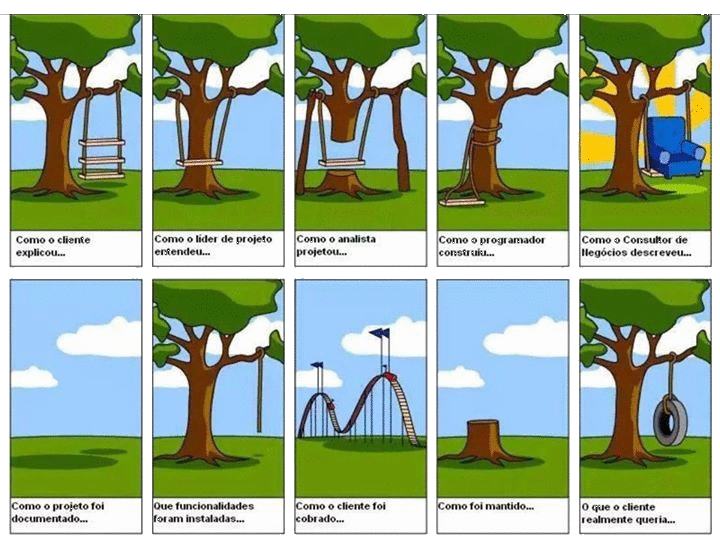 Como o cliente
explicou...
Como o líder de projeto
entendeu...
Como o analista
projetou...
Como o programador
construiu...
Como o Consultor de
Negócios descreveu...
Como o projeto foi
documentado...
Que funcionalidades
foram instaladas...
Como o cliente foi
cobrado...
Como foi mantido...
O que o cliente
realmente queria...